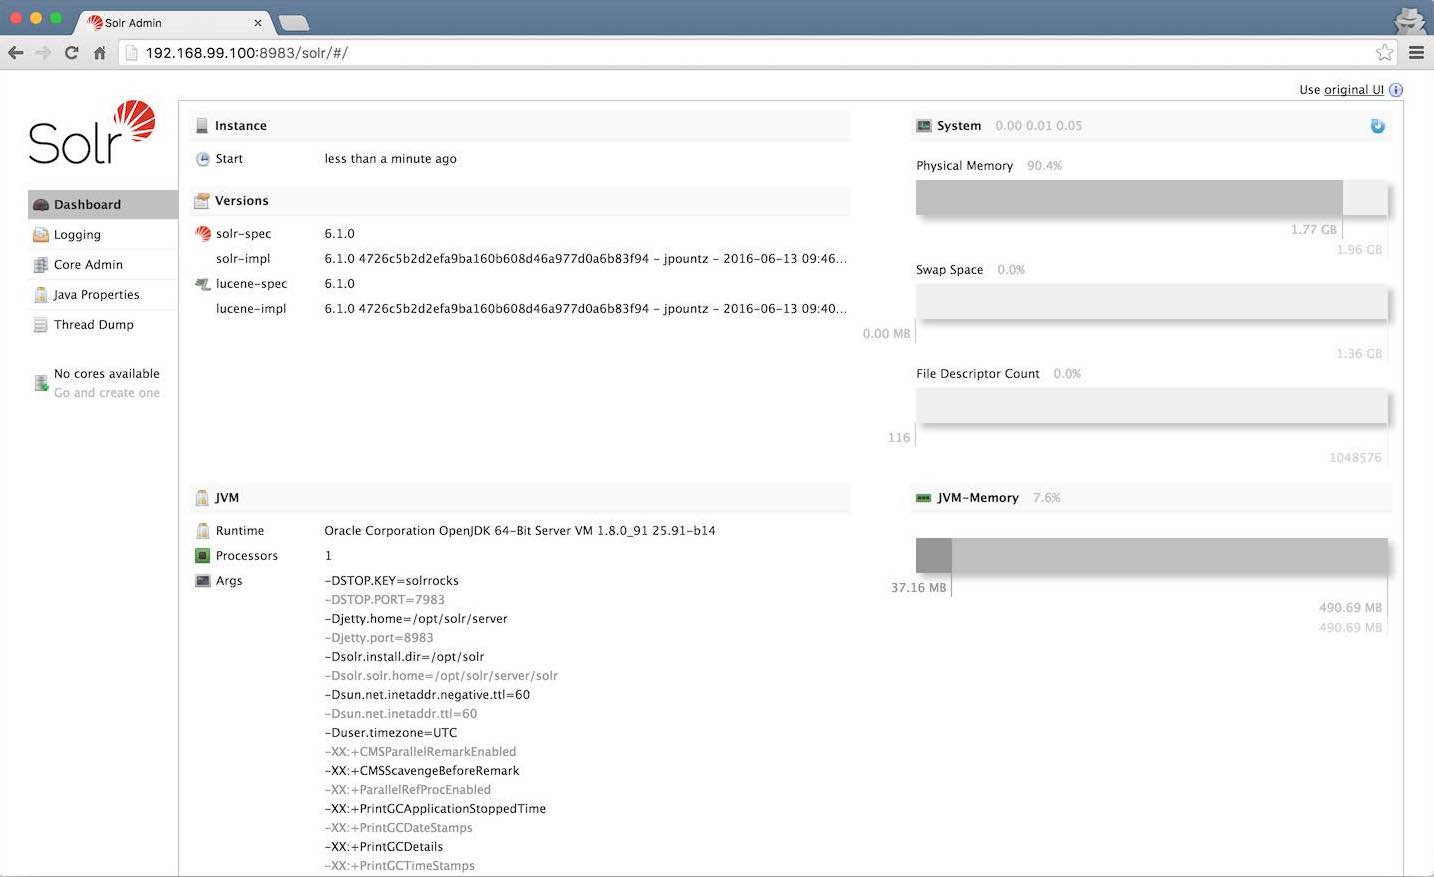 Solr Admin
192.168.99.100:8983/solr/#/
Use original UI
Solr
Dashboard
Logging
Core Admin
Java Properties
Thread Dump
No cores available
Go and create one
Instance
Start less than a minute ago
Versions
solr-spec 6.1.0
solr-impl 6.1.0 4726c5b2d2efa9ba160b608d46a977d0a6b83f94 - jpountz - 2016-06-13 09:46...
lucene-spec 6.1.0
lucene-impl 6.1.0 4726c5b2d2efa9ba160b608d46a977d0a6b83f94 - jpountz - 2016-06-13 09:40...
JVM
Runtime Oracle Corporation OpenJDK 64-Bit Server VM 1.8.0_91 25.91-b14
Processors 1
Args -DSTOP.KEY=solrrocks
-DSTOP.PORT=7983
-Djetty.home=/opt/solr/server
-Djetty.port=8983
-Dsolr.install.dir=/opt/solr
-Dsolr.solr.home=/opt/solr/server/solr
-Dsun.net.inetaddr.negative.ttl=60
-Dsun.net.inetaddr.ttl=60
-Duser.timezone=UTC
-XX:+CMSParallelRemarkEnabled
-XX:+CMSScavengeBeforeRemark
-XX:+ParallelRefProcEnabled
-XX:+PrintGCApplicationStoppedTime
-XX:+PrintGCDateStamps
-XX:+PrintGCDetails
-XX:+PrintGCTimeStamps
System 0.00 0.01 0.05
Physical Memory 90.4%
1.77 GB
1.96 GB
Swap Space 0.0%
0.00 MB
1.36 GB
File Descriptor Count 0.0%
116
1048576
JVM-Memory 7.6%
37.16 MB
490.69 MB
490.69 MB